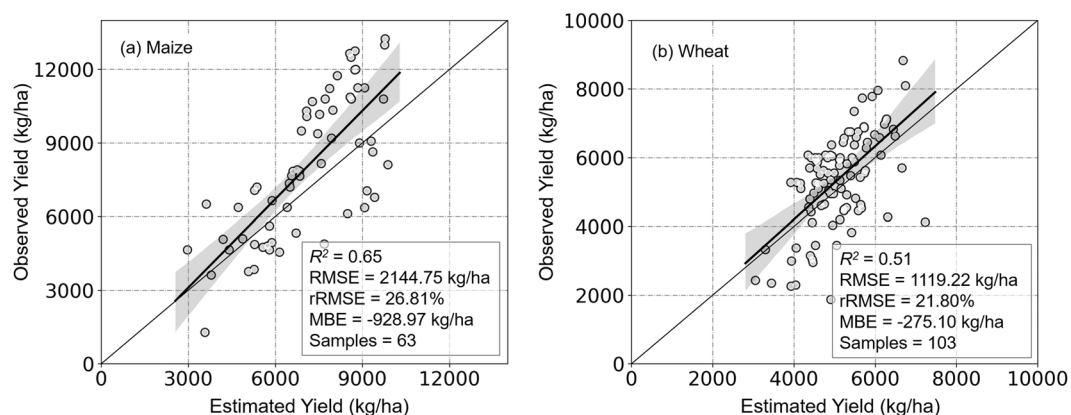 (a) Maize
12000
9000
6000
3000
0
Observed Yield (kg/ha)
R² = 0.65
RMSE = 2144.75 kg/ha
rRMSE = 26.81%
MBE = -928.97 kg/ha
Samples = 63
0 3000 6000 9000 12000
Estimated Yield (kg/ha)
(b) Wheat
10000
8000
6000
4000
2000
0
Observed Yield (kg/ha)
R² = 0.51
RMSE = 1119.22 kg/ha
rRMSE = 21.80%
MBE = -275.10 kg/ha
Samples = 103
0 2000 4000 6000 8000 10000
Estimated Yield (kg/ha)